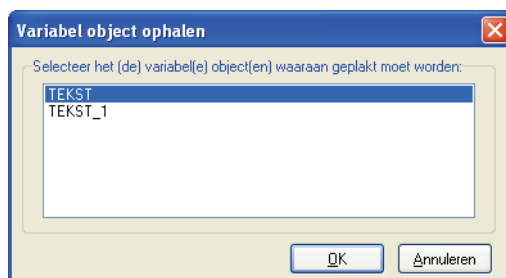 Variabel object ophalen
Selecteer het (de) variabel(e) object(en) waaraan geplakt moet worden:
TEKST
TEKST_1
OK
Annuleren